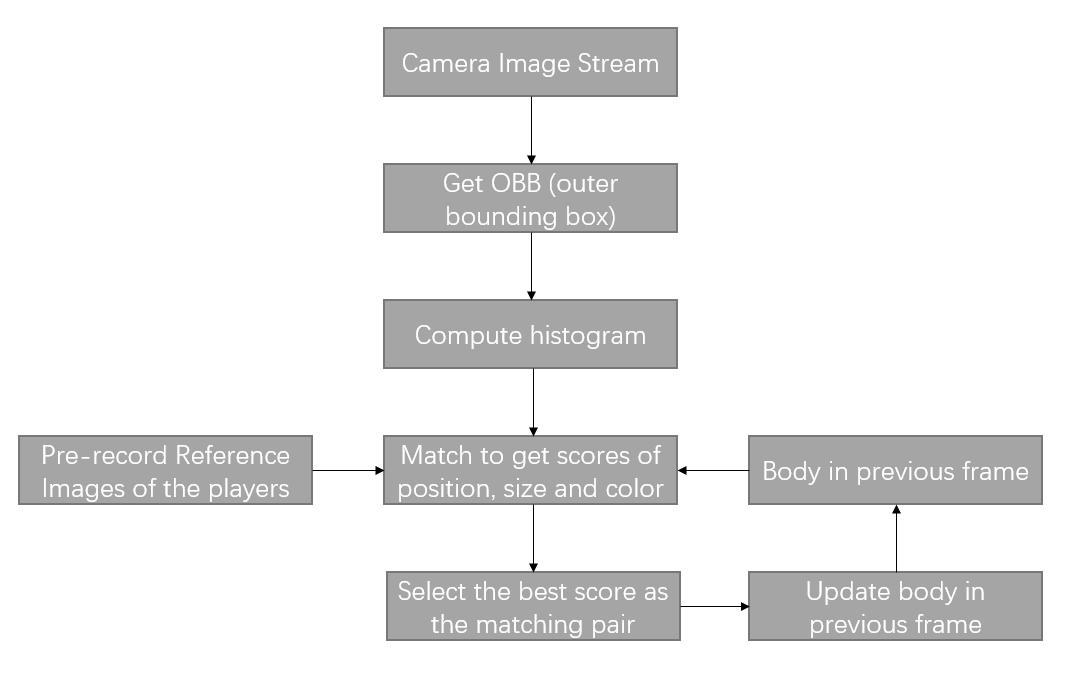 Camera Image Stream
Get OBB (outer
bounding box)
Compute histogram
Pre-record Reference
Images of the players
Match to get scores of
position, size and color
Body in previous frame
Select the best score as
the matching pair
Update body in
previous frame